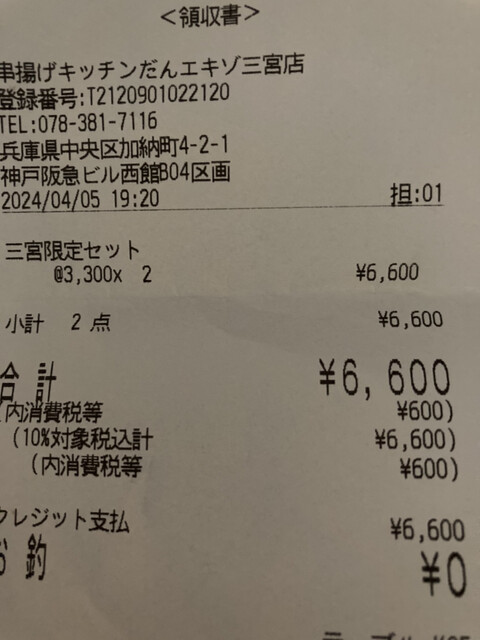 <領収書>
串揚げキッチンだんエキゾ三宮店
登録番号:T2120901022120
TEL:078-381-7116
兵庫県中央区加納町4-2-1
神戸阪急ビル西館B04区画
2024/04/05 19:20 担:01
三宮限定セット
@3,300x 2 ¥6,600
小計 2 点 ¥6,600
合計 ¥6,600
(内消費税等 ¥600)
(10%対象税込計 ¥6,600)
(内消費税等 ¥600)
クレジット支払 ¥6,600
お釣 ¥0